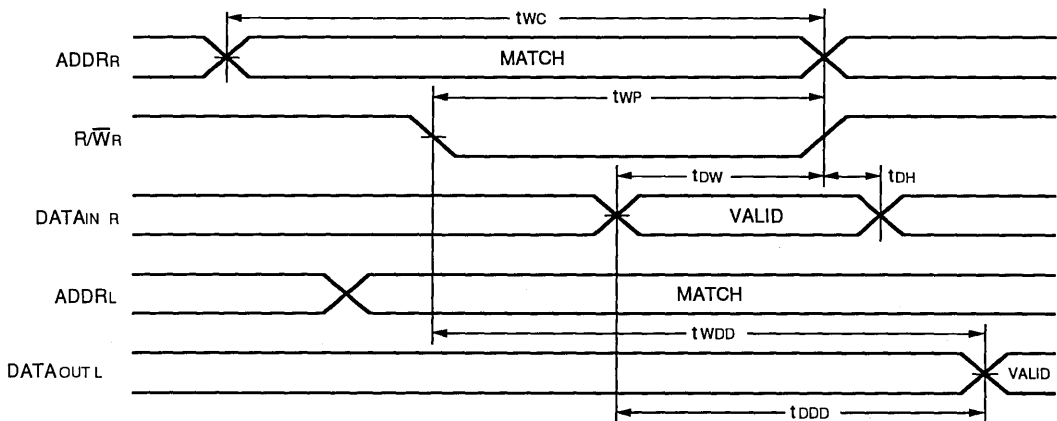 tWC
ADDRR
MATCH
tWP
R/W̅R
tDW
tDH
DATAIN R
VALID
ADDRL
MATCH
tWDD
DATAOUT L
VALID
tDDD